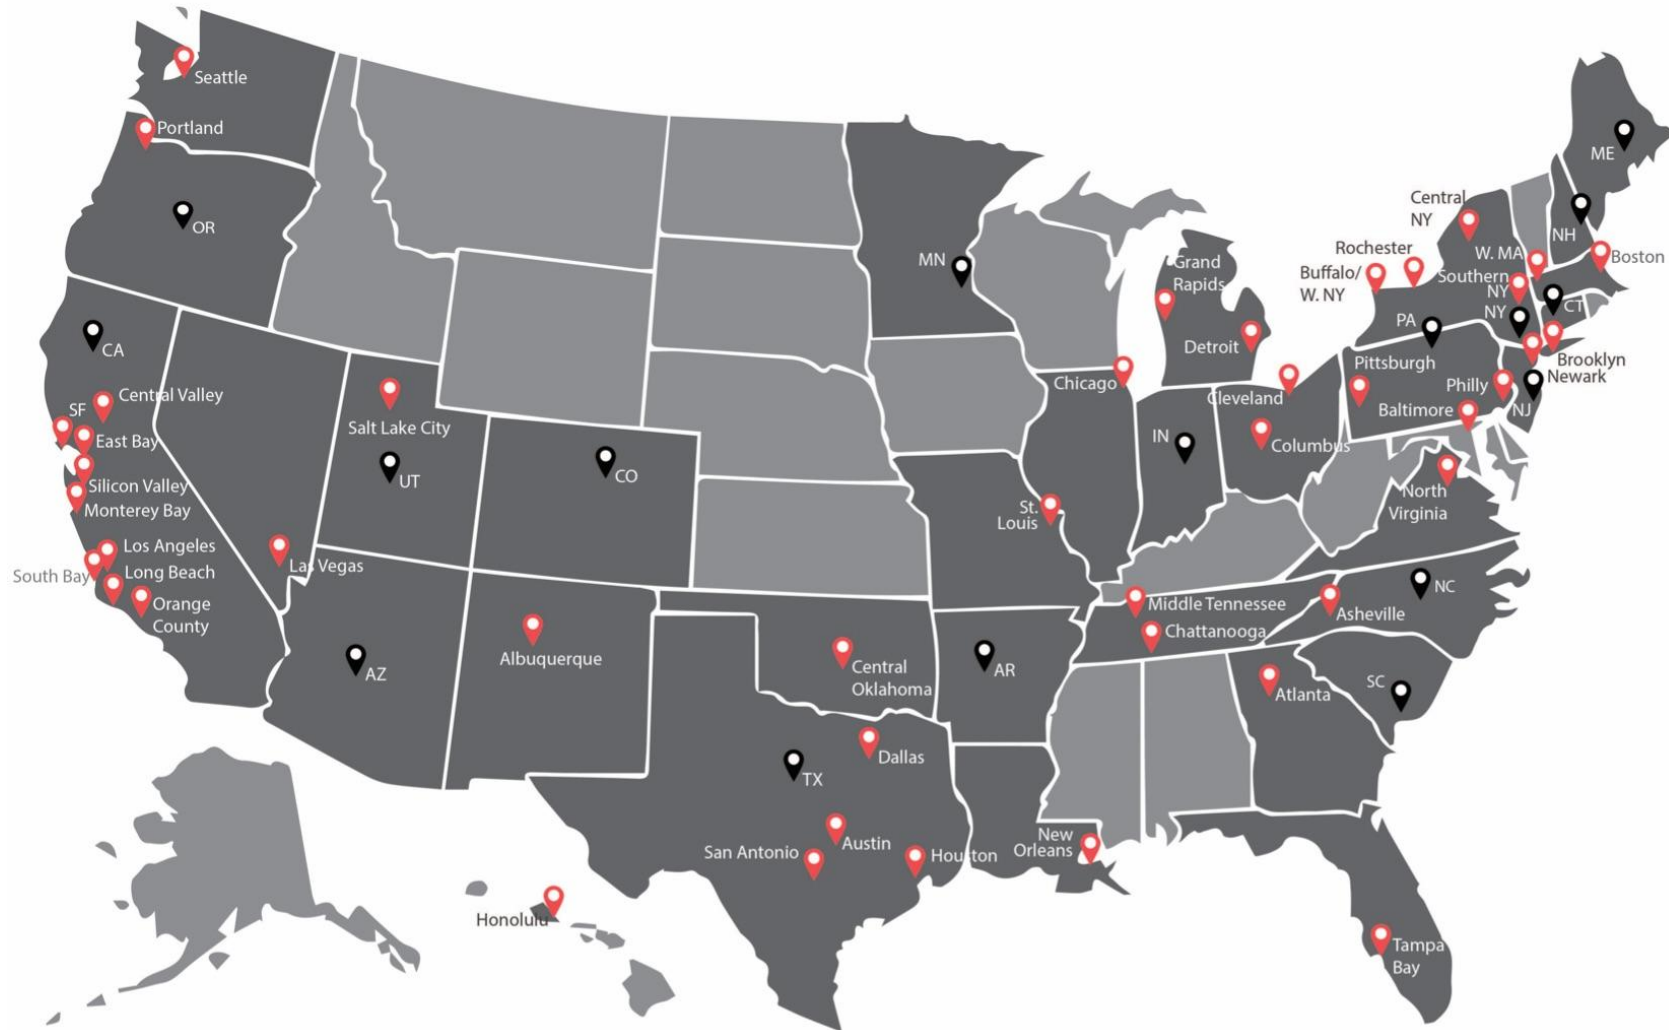 Seattle
Portland
OR
CA
Central Valley
SF
East Bay
Silicon Valley
Monterey Bay
Los Angeles
South Bay
Long Beach
Orange
County
Las Vegas
Salt Lake City
UT
CO
AZ
Albuquerque
Central
Oklahoma
TX
Dallas
Austin
San Antonio
Houston
Honolulu
MN
Chicago
St.
Louis
AR
New
Orleans
Grand
Rapids
Detroit
IN
Cleveland
Columbus
Middle Tennessee
Chattanooga
Asheville
NC
SC
Atlanta
Tampa
Bay
North
Virginia
Baltimore
Pittsburgh
Philly
PA
NJ
Newark
Brooklyn
NY
Southern
NY
CT
W. MA
Boston
NH
ME
Central
NY
Rochester
Buffalo/
W. NY